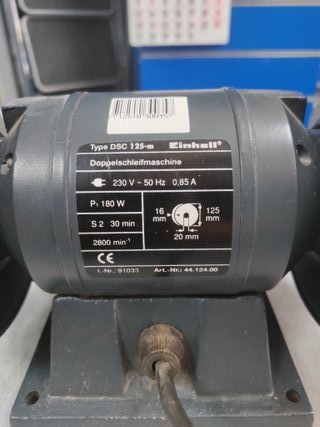 Type DSC 125-m Einhell®
Doppelschleifmaschine
230 V ~ 50 Hz 0,85 A
P₁ 180 W
S 2 30 min
2800 min⁻¹
16 mm
125 mm
20 mm
CE
I.-Nr.: 91033 Art.-Nr.: 44.124.00